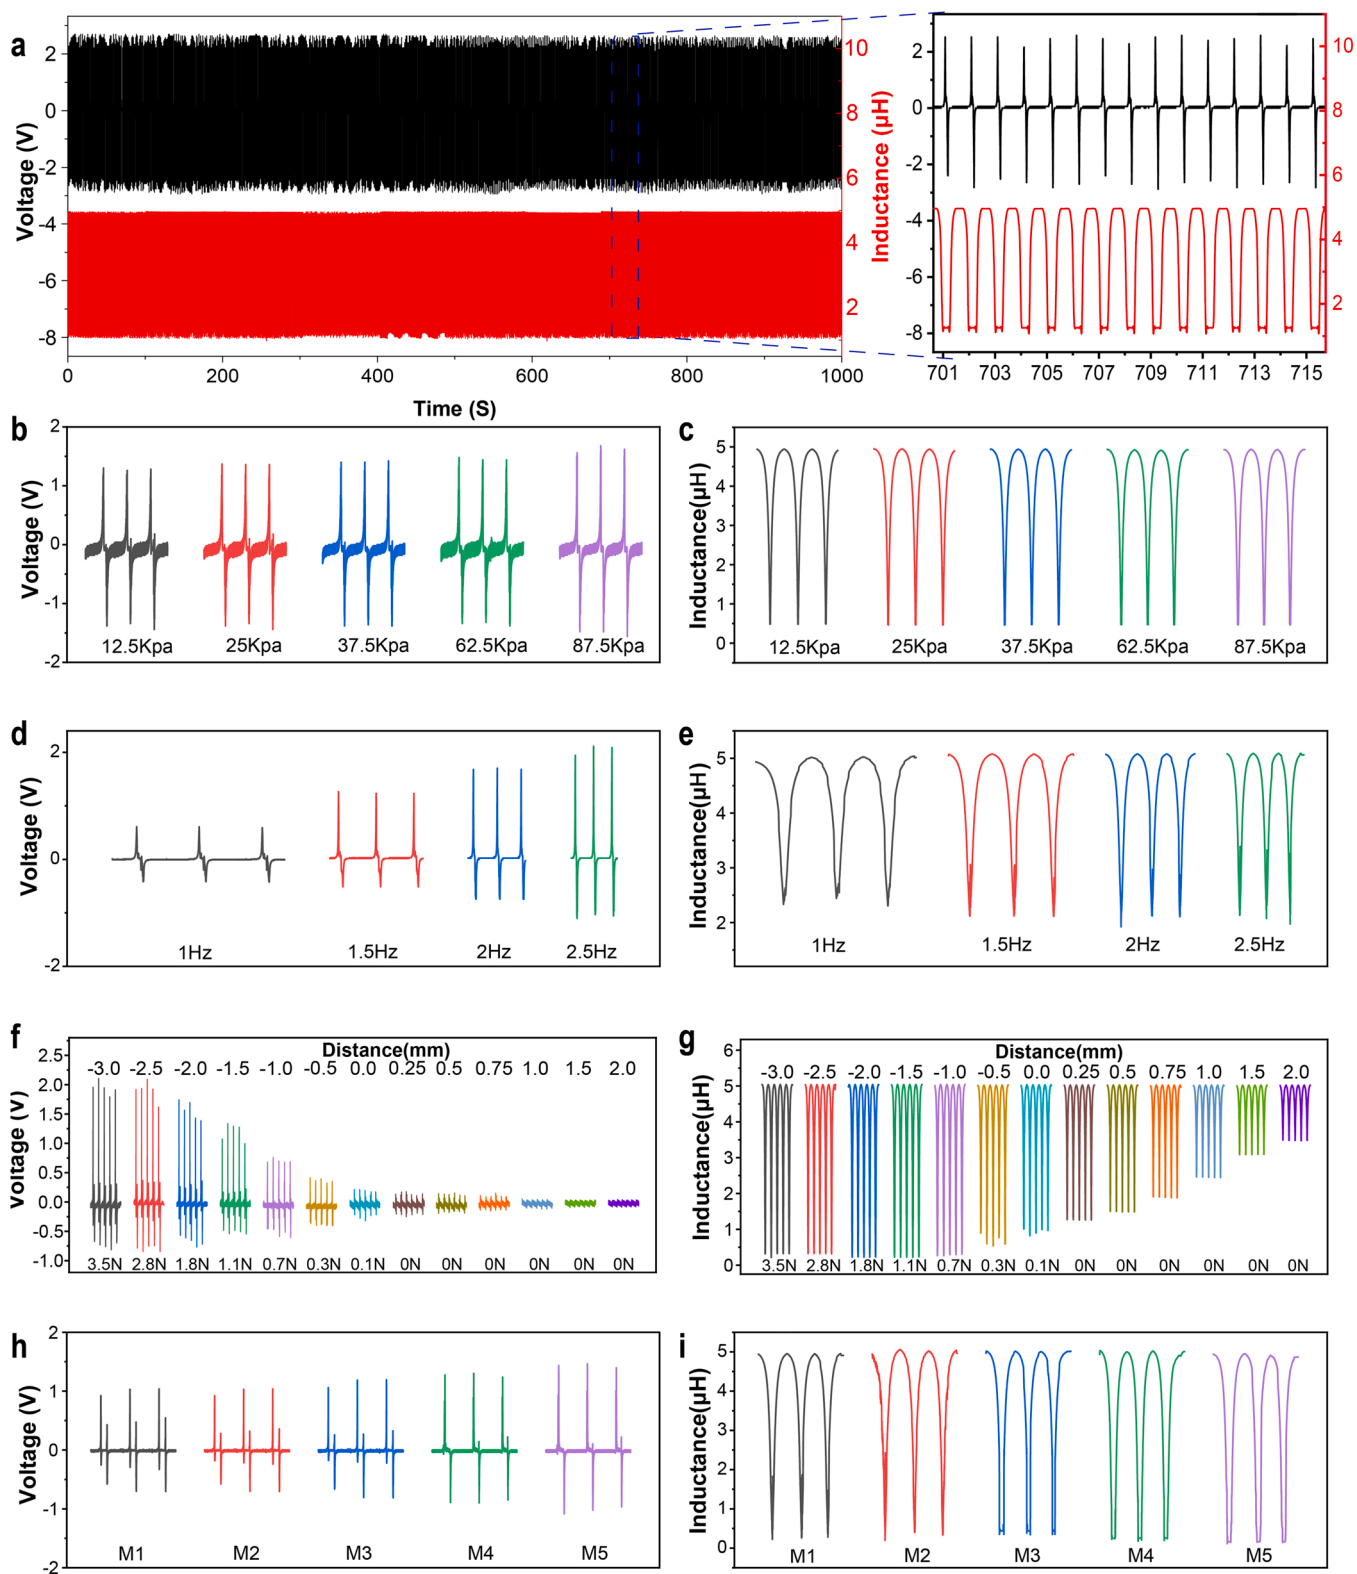 a
Voltage (V)
2
0
-2
-4
-6
-8
10
8
6
4
2
Inductance (µH)
0
200
400
600
800
1000
Time (S)
2
0
-2
-4
-6
-8
10
8
6
4
2
701
703
705
707
709
711
713
715
b
Voltage (V)
2
1
0
-1
-2
12.5Kpa
25Kpa
37.5Kpa
62.5Kpa
87.5Kpa
c
Inductance(µH)
5
4
3
2
1
0
12.5Kpa
25Kpa
37.5Kpa
62.5Kpa
87.5Kpa
d
Voltage (V)
2
0
-2
1Hz
1.5Hz
2Hz
2.5Hz
e
Inductance(µH)
5
4
3
2
1Hz
1.5Hz
2Hz
2.5Hz
f
Distance(mm)
-3.0 -2.5 -2.0 -1.5 -1.0 -0.5 0.0 0.25 0.5 0.75 1.0 1.5 2.0
Voltage (V)
2.5
2.0
1.5
1.0
0.5
0.0
-0.5
-1.0
3.5N 2.8N 1.8N 1.1N 0.7N 0.3N 0.1N 0N 0N 0N 0N 0N 0N
g
Distance(mm)
-3.0 -2.5 -2.0 -1.5 -1.0 -0.5 0.0 0.25 0.5 0.75 1.0 1.5 2.0
Inductance(µH)
6
5
4
3
2
1
0
3.5N 2.8N 1.8N 1.1N 0.7N 0.3N 0.1N 0N 0N 0N 0N 0N 0N
h
Voltage (V)
2
1
0
-1
-2
M1
M2
M3
M4
M5
i
Inductance(µH)
5
4
3
2
1
0
M1
M2
M3
M4
M5